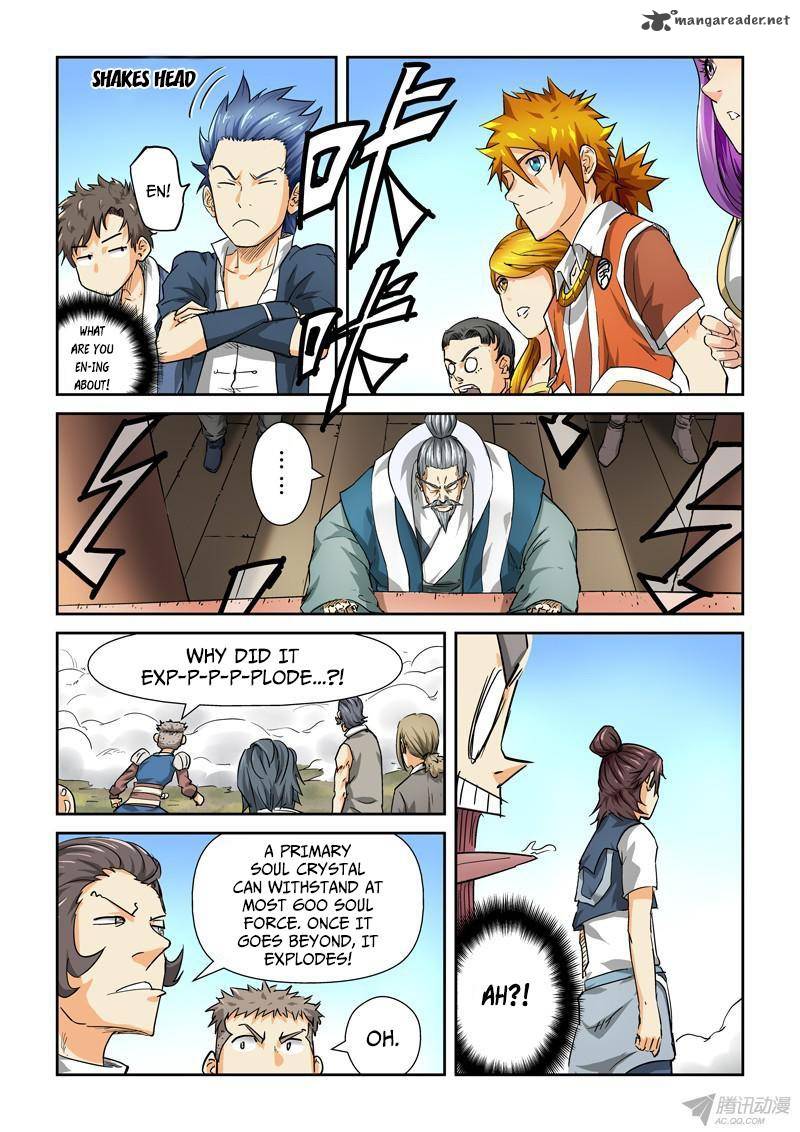 mangareader.net
SHAKES HEAD
EN!
WHAT
ARE YOU
EN-ING
ABOUT!
咔
咔
......
WHY DID IT
EXP-P-P-P-PLODE...?!
AH?!
A PRIMARY
SOUL CRYSTAL
CAN WITHSTAND AT
MOST 600 SOUL
FORCE. ONCE IT
GOES BEYOND, IT
EXPLODES!
OH.
腾讯动漫
AC.QQ.COM